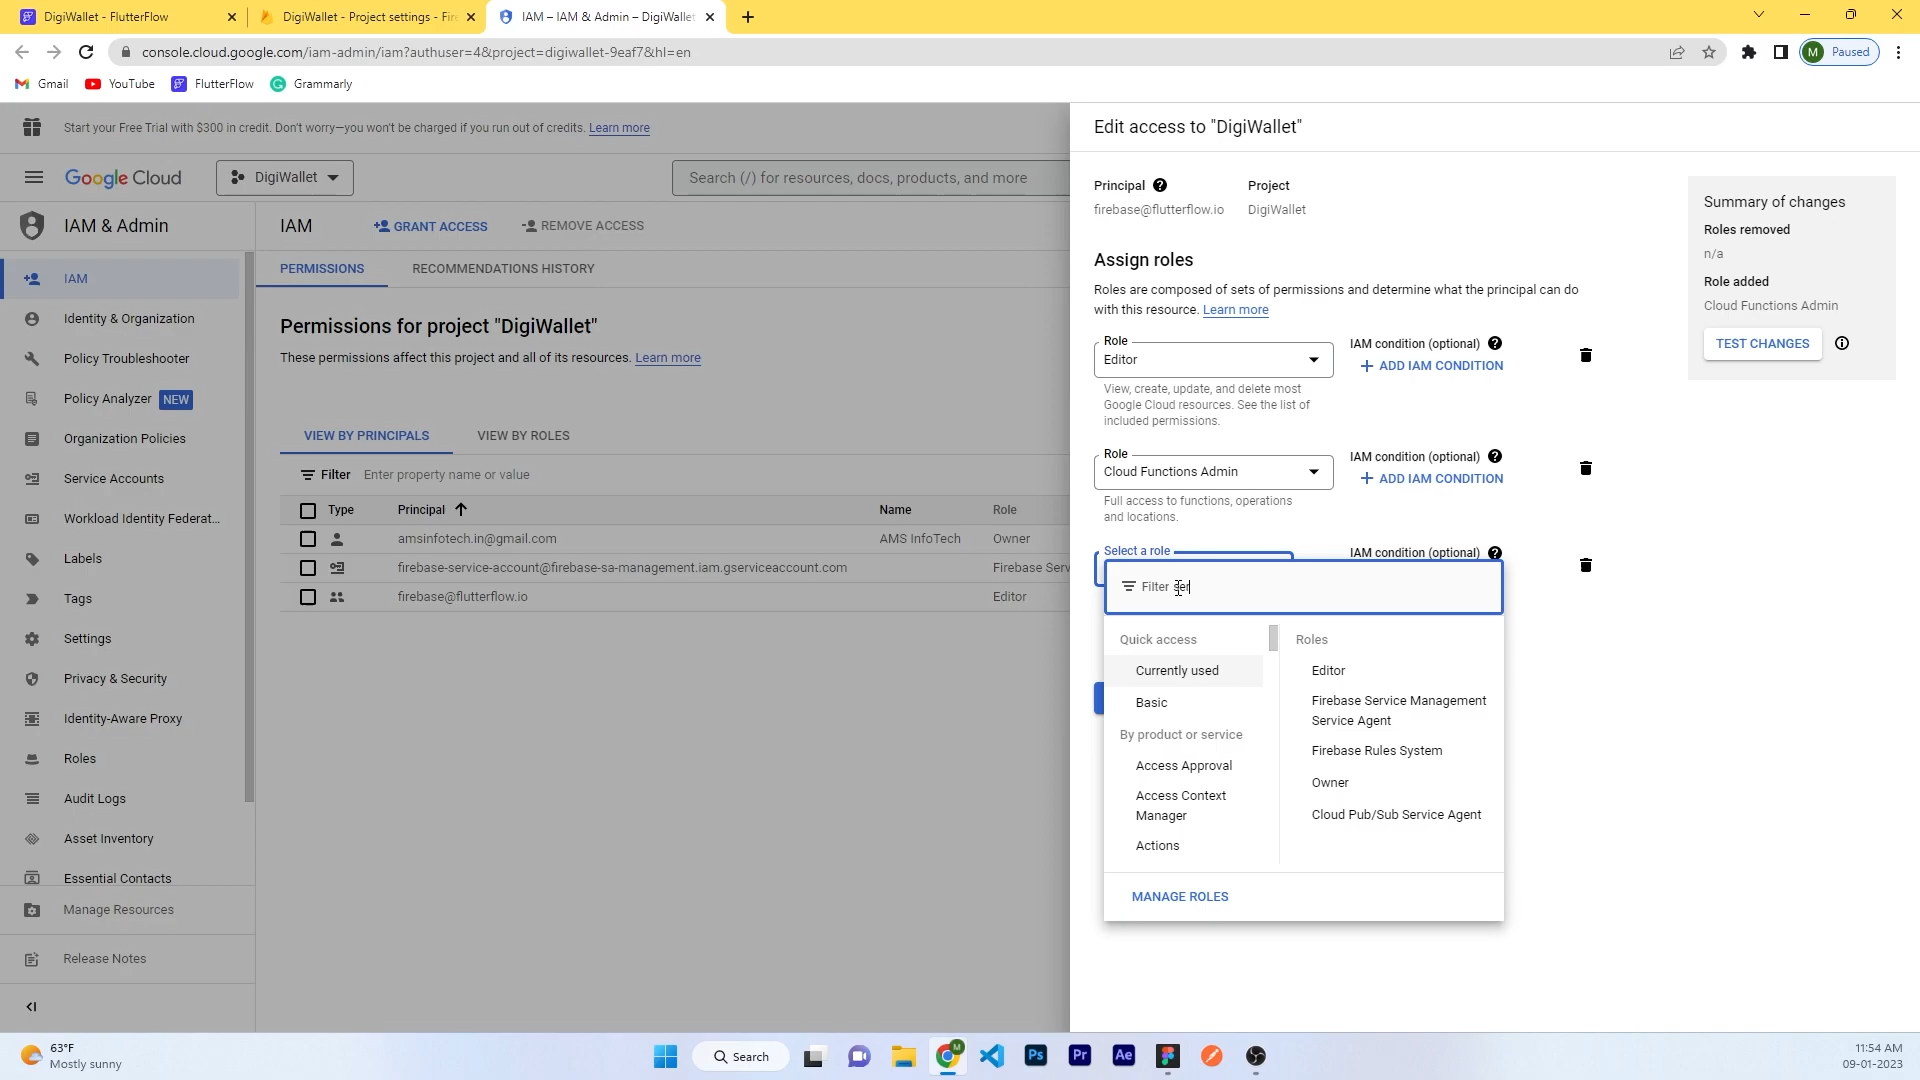 DigiWallet - FlutterFlow
DigiWallet - Project settings - Fire
IAM – IAM & Admin – DigiWallet
console.cloud.google.com/iam-admin/iam?authuser=4&project=digiwallet-9eaf7&hl=en
M Paused
Gmail
YouTube
FlutterFlow
Grammarly
Start your Free Trial with $300 in credit. Don't worry—you won't be charged if you run out of credits. Learn more
Google Cloud
DigiWallet
Search (/) for resources, docs, products, and more
IAM & Admin
IAM
Identity & Organization
Policy Troubleshooter
Policy Analyzer NEW
Organization Policies
Service Accounts
Workload Identity Federat...
Labels
Tags
Settings
Privacy & Security
Identity-Aware Proxy
Roles
Audit Logs
Asset Inventory
Essential Contacts
Manage Resources
Release Notes
IAM
GRANT ACCESS
REMOVE ACCESS
PERMISSIONS
RECOMMENDATIONS HISTORY
Permissions for project "DigiWallet"
These permissions affect this project and all of its resources. Learn more
VIEW BY PRINCIPALS
VIEW BY ROLES
Filter Enter property name or value
Type Principal Name Role
amsinfotech.in@gmail.com AMS InfoTech Owner
firebase-service-account@firebase-sa-management.iam.gserviceaccount.com Firebase Serv
firebase@flutterflow.io Editor
Edit access to "DigiWallet"
Principal Project
firebase@flutterflow.io DigiWallet
Assign roles
Roles are composed of sets of permissions and determine what the principal can do
with this resource. Learn more
Role
Editor
IAM condition (optional)
ADD IAM CONDITION
View, create, update, and delete most
Google Cloud resources. See the list of
included permissions.
Role
Cloud Functions Admin
IAM condition (optional)
ADD IAM CONDITION
Full access to functions, operations
and locations.
Select a role
IAM condition (optional)
Filter ser
Quick access
Currently used
Basic
By product or service
Access Approval
Access Context
Manager
Actions
Roles
Editor
Firebase Service Management
Service Agent
Firebase Rules System
Owner
Cloud Pub/Sub Service Agent
MANAGE ROLES
Summary of changes
Roles removed
n/a
Role added
Cloud Functions Admin
TEST CHANGES
63°F
Mostly sunny
Search
M
Ps
Pr
Ae
11:54 AM
09-01-2023